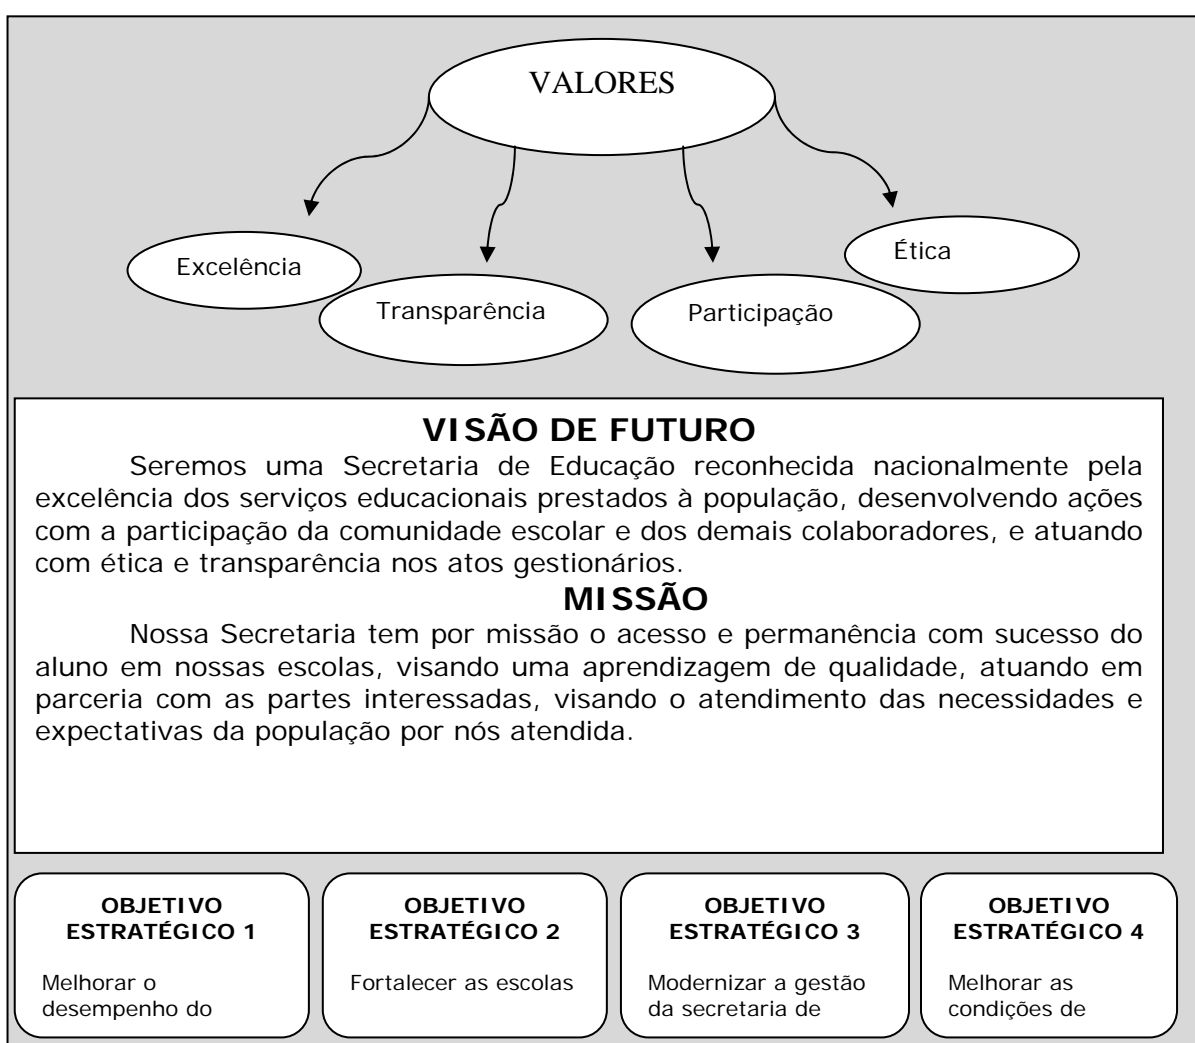 VALORES
Excelência
Transparência
Participação
Ética
VISÃO DE FUTURO
Seremos uma Secretaria de Educação reconhecida nacionalmente pela
excelência dos serviços educacionais prestados à população, desenvolvendo ações
com a participação da comunidade escolar e dos demais colaboradores, e atuando
com ética e transparência nos atos gestionários.
MISSÃO
Nossa Secretaria tem por missão o acesso e permanência com sucesso do
aluno em nossas escolas, visando uma aprendizagem de qualidade, atuando em
parceria com as partes interessadas, visando o atendimento das necessidades e
expectativas da população por nós atendida.
OBJETIVO
ESTRATÉGICO 1
Melhorar o
desempenho do
OBJETIVO
ESTRATÉGICO 2
Fortalecer as escolas
OBJETIVO
ESTRATÉGICO 3
Modernizar a gestão
da secretaria de
OBJETIVO
ESTRATÉGICO 4
Melhorar as
condições de